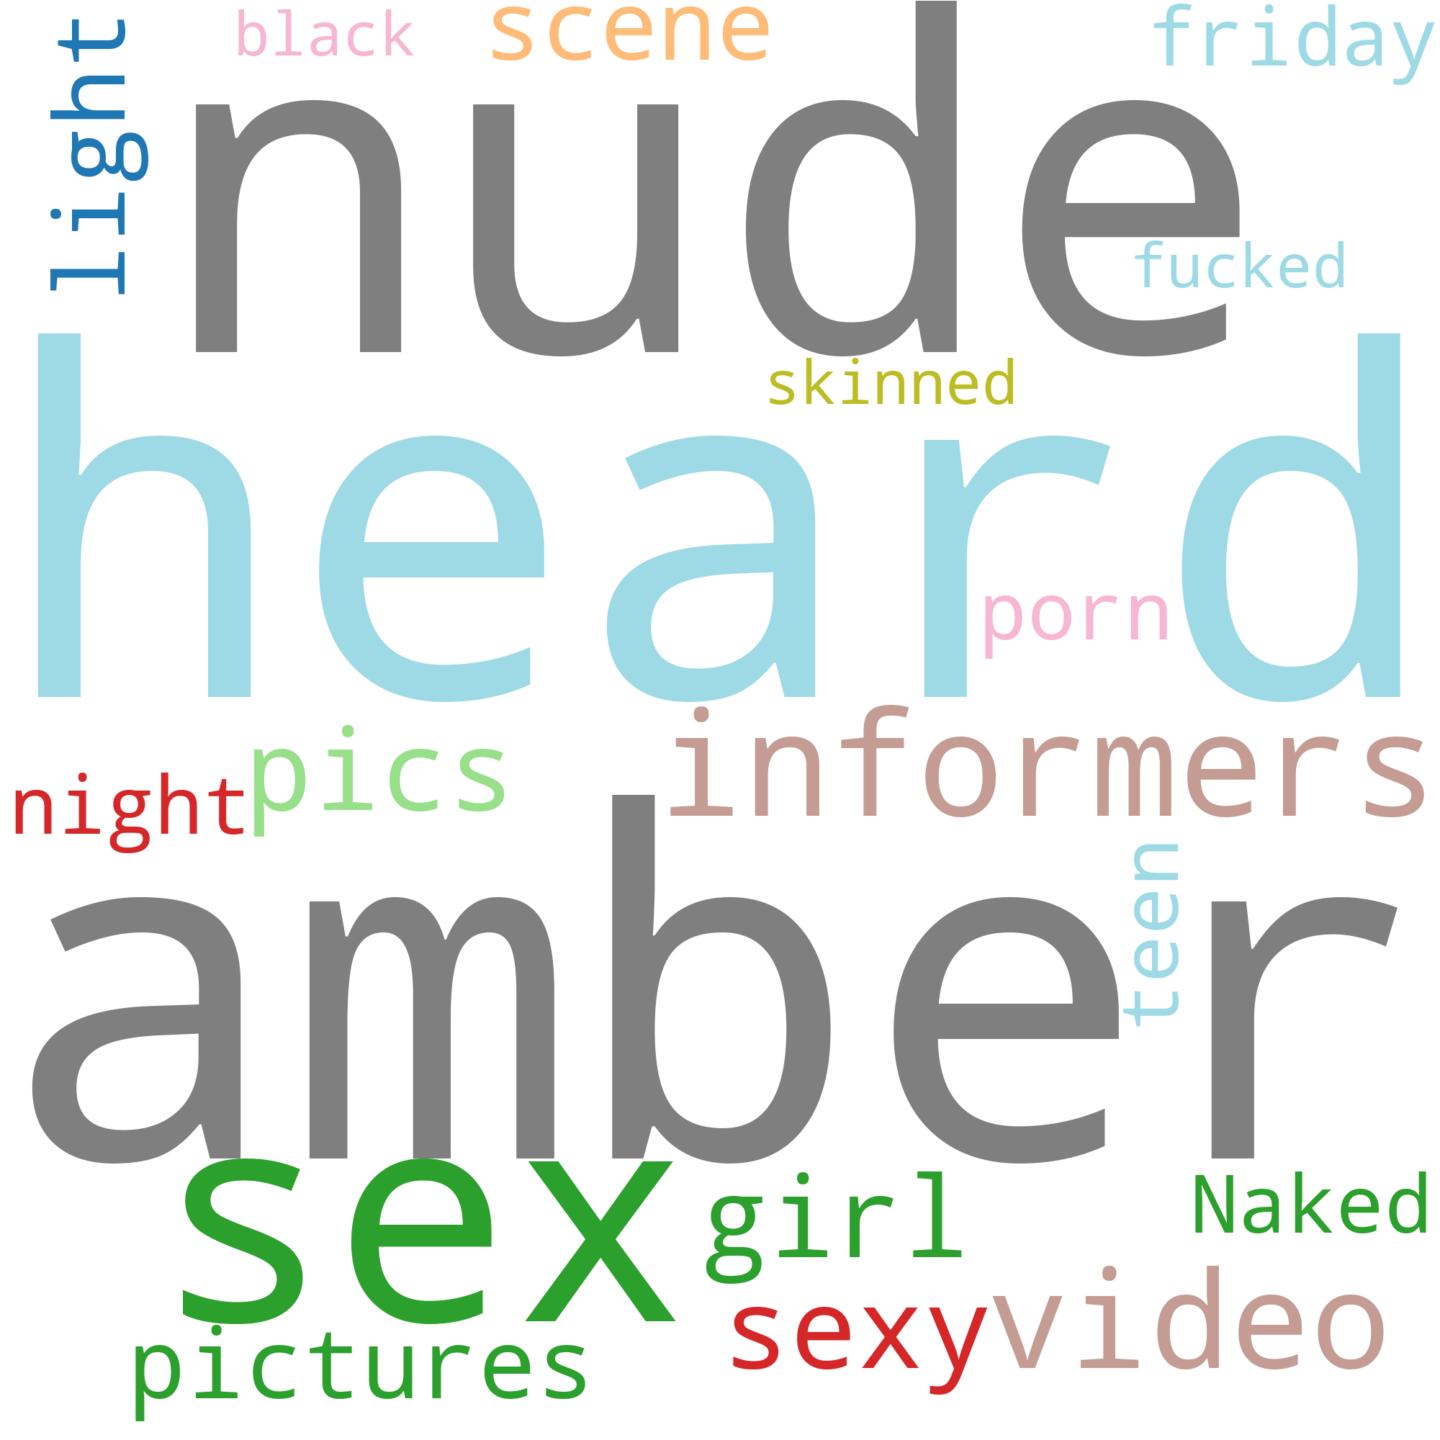 light
black
scene
friday
nude
fucked
skinned
heard
porn
informers
pics
night
amber
teen
sex
girl
Naked
sexy
video
pictures